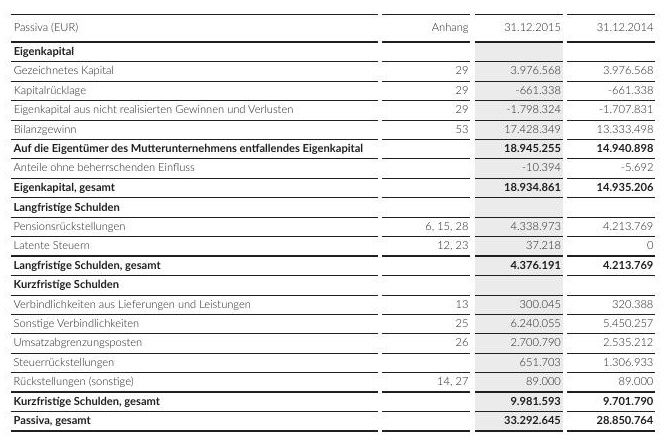 Passiva (EUR) Anhang 31.12.2015 31.12.2014
Eigenkapital
Gezeichnetes Kapital 29 3.976.568 3.976.568
Kapitalrücklage 29 -661.338 -661.338
Eigenkapital aus nicht realisierten Gewinnen und Verlusten 29 -1.798.324 -1.707.831
Bilanzgewinn 53 17.428.349 13.333.498
Auf die Eigentümer des Mutterunternehmens entfallendes Eigenkapital 18.945.255 14.940.898
Anteile ohne beherrschenden Einfluss -10.394 -5.692
Eigenkapital, gesamt 18.934.861 14.935.206
Langfristige Schulden
Pensionsrückstellungen 6, 15, 28 4.338.973 4.213.769
Latente Steuern 12, 23 37.218 0
Langfristige Schulden, gesamt 4.376.191 4.213.769
Kurzfristige Schulden
Verbindlichkeiten aus Lieferungen und Leistungen 13 300.045 320.388
Sonstige Verbindlichkeiten 25 6.240.055 5.450.257
Umsatzabgrenzungsposten 26 2.700.790 2.535.212
Steuerrückstellungen 651.703 1.306.933
Rückstellungen (sonstige) 14, 27 89.000 89.000
Kurzfristige Schulden, gesamt 9.981.593 9.701.790
Passiva, gesamt 33.292.645 28.850.764